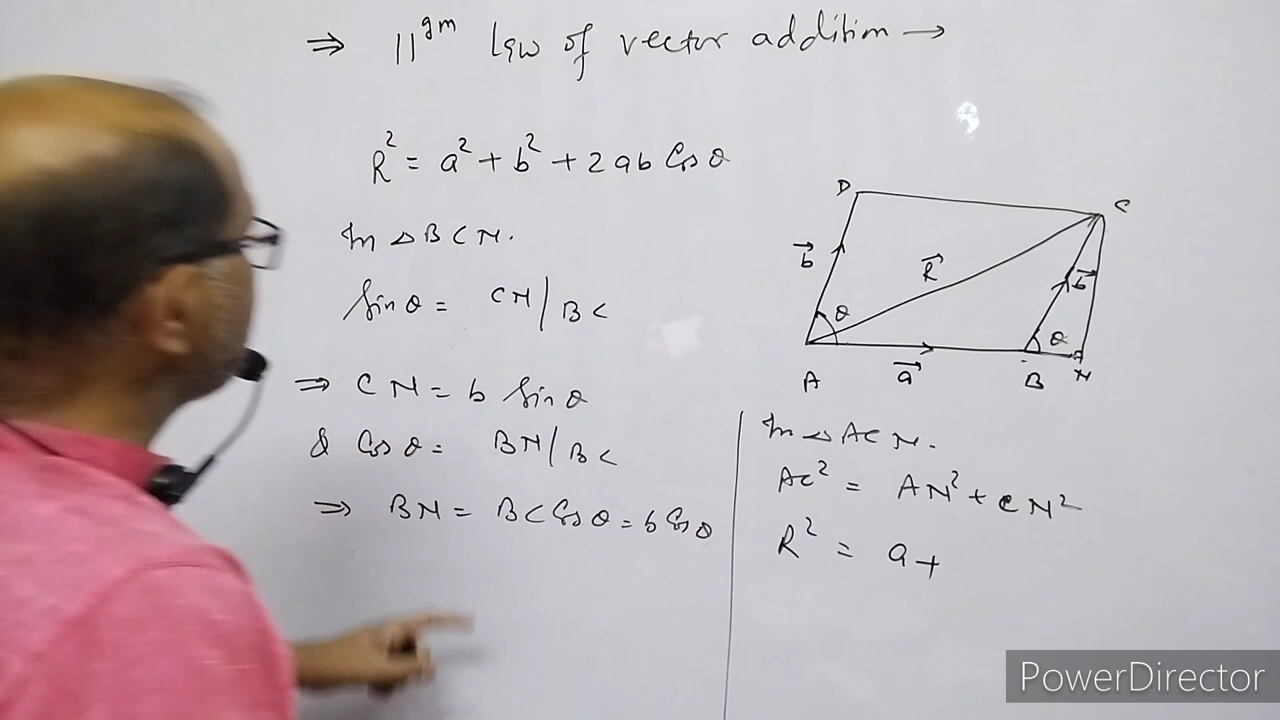 ⇒ 11^gm law of vector addition →
R² = a² + b² + 2ab Cos θ
In △BCN.
Sin θ = CN/BC
⇒ CN = b Sin θ
& Cos θ = BN/BC
⇒ BN = BC Cos θ = b Cos θ
D
C
b⃗
R⃗
b⃗
θ
θ
A
a⃗
B
N
In △ACN.
AC² = AN² + CN²
R² = a +
PowerDirector